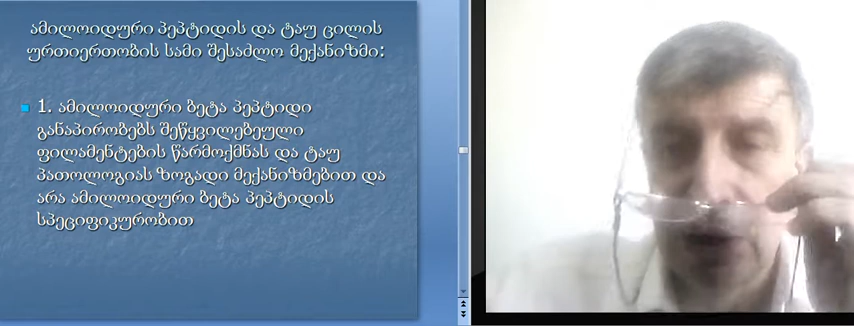 ამილოიდური პეპტიდის და ტაუ ცილის
ურთიერთობის სამი შესაძლო მექანიზმი:
1. ამილოიდური ბეტა პეპტიდი
განაპირობებს შეწყვილებეული
ფილამენტების წარმოქმნას და ტაუ
პათოლოგიას ზოგადი მექანიზმებით და
არა ამილოიდური ბეტა პეპტიდის
სპეციფიკურობით